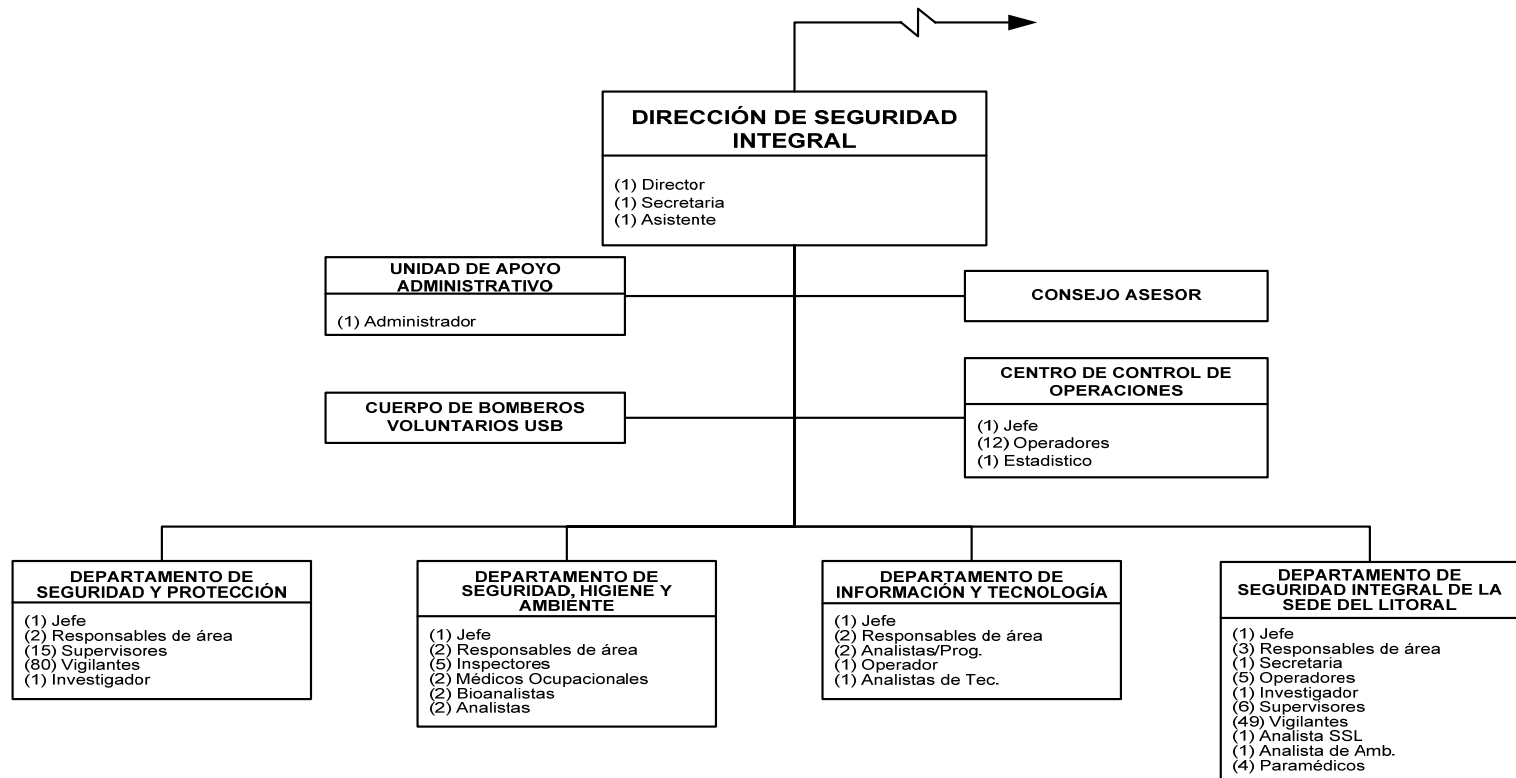 DIRECCIÓN DE SEGURIDAD
INTEGRAL
(1) Director
(1) Secretaria
(1) Asistente
UNIDAD DE APOYO
ADMINISTRATIVO
(1) Administrador
CONSEJO ASESOR
CUERPO DE BOMBEROS
VOLUNTARIOS USB
CENTRO DE CONTROL DE
OPERACIONES
(1) Jefe
(12) Operadores
(1) Estadistico
DEPARTAMENTO DE
SEGURIDAD Y PROTECCIÓN
(1) Jefe
(2) Responsables de área
(15) Supervisores
(80) Vigilantes
(1) Investigador
DEPARTAMENTO DE
SEGURIDAD, HIGIENE Y
AMBIENTE
(1) Jefe
(2) Responsables de área
(5) Inspectores
(2) Médicos Ocupacionales
(2) Bioanalistas
(2) Analistas
DEPARTAMENTO DE
INFORMACIÓN Y TECNOLOGÍA
(1) Jefe
(2) Responsables de área
(2) Analistas/Prog.
(1) Operador
(1) Analistas de Tec.
DEPARTAMENTO DE
SEGURIDAD INTEGRAL DE LA
SEDE DEL LITORAL
(1) Jefe
(3) Responsables de área
(1) Secretaria
(5) Operadores
(1) Investigador
(6) Supervisores
(49) Vigilantes
(1) Analista SSL
(1) Analista de Amb.
(4) Paramédicos